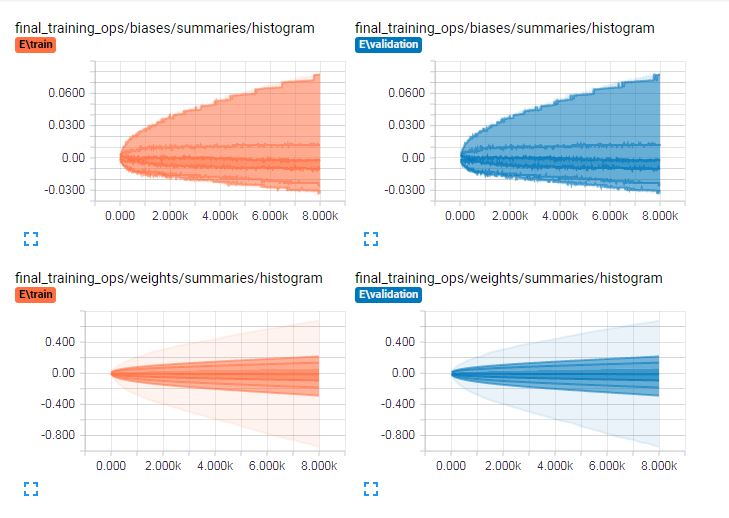 final_training_ops/biases/summaries/histogram
E\train
0.0600
0.0300
0.00
-0.0300
0.000 2.000k 4.000k 6.000k 8.000k
final_training_ops/biases/summaries/histogram
E\validation
0.0600
0.0300
0.00
-0.0300
0.000 2.000k 4.000k 6.000k 8.000k
final_training_ops/weights/summaries/histogram
E\train
0.400
0.00
-0.400
-0.800
0.000 2.000k 4.000k 6.000k 8.000k
final_training_ops/weights/summaries/histogram
E\validation
0.400
0.00
-0.400
-0.800
0.000 2.000k 4.000k 6.000k 8.000k